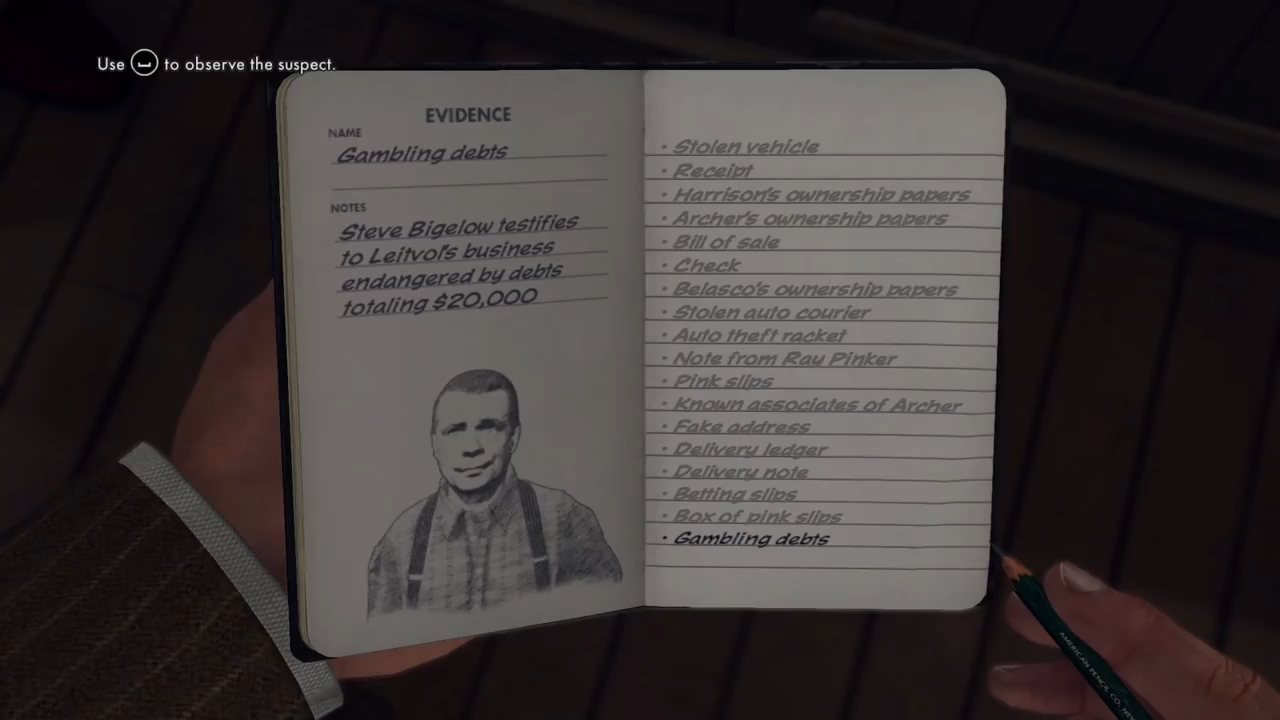 Use to observe the suspect.
EVIDENCE
NAME
Gambling debts
NOTES
Steve Bigelow testifies
to Leitvol's business
endangered by debts
totaling $20,000
• Stolen vehicle
• Receipt
• Harrison's ownership papers
• Archer's ownership papers
• Bill of sale
• Check
• Belasco's ownership papers
• Stolen auto courier
• Auto theft racket
• Note from Ray Pinker
• Pink slips
• Known associates of Archer
• Fake address
• Delivery ledger
• Delivery note
• Betting slips
• Box of pink slips
• Gambling debts
AMERICAN PENCIL CO.